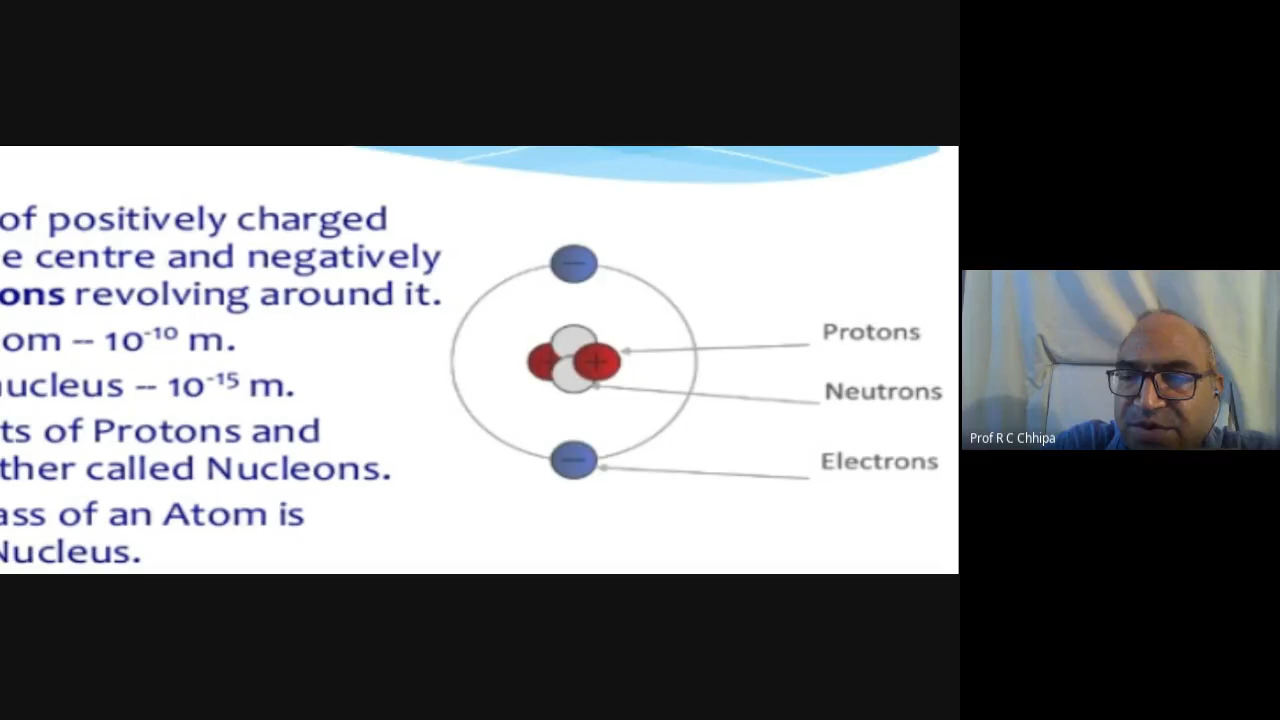 of positively charged
e centre and negatively
ons revolving around it.
om -- 10⁻¹⁰ m.
nucleus -- 10⁻¹⁵ m.
ts of Protons and
ther called Nucleons.
ass of an Atom is
Nucleus.
Protons
Neutrons
Electrons
Prof R C Chhipa